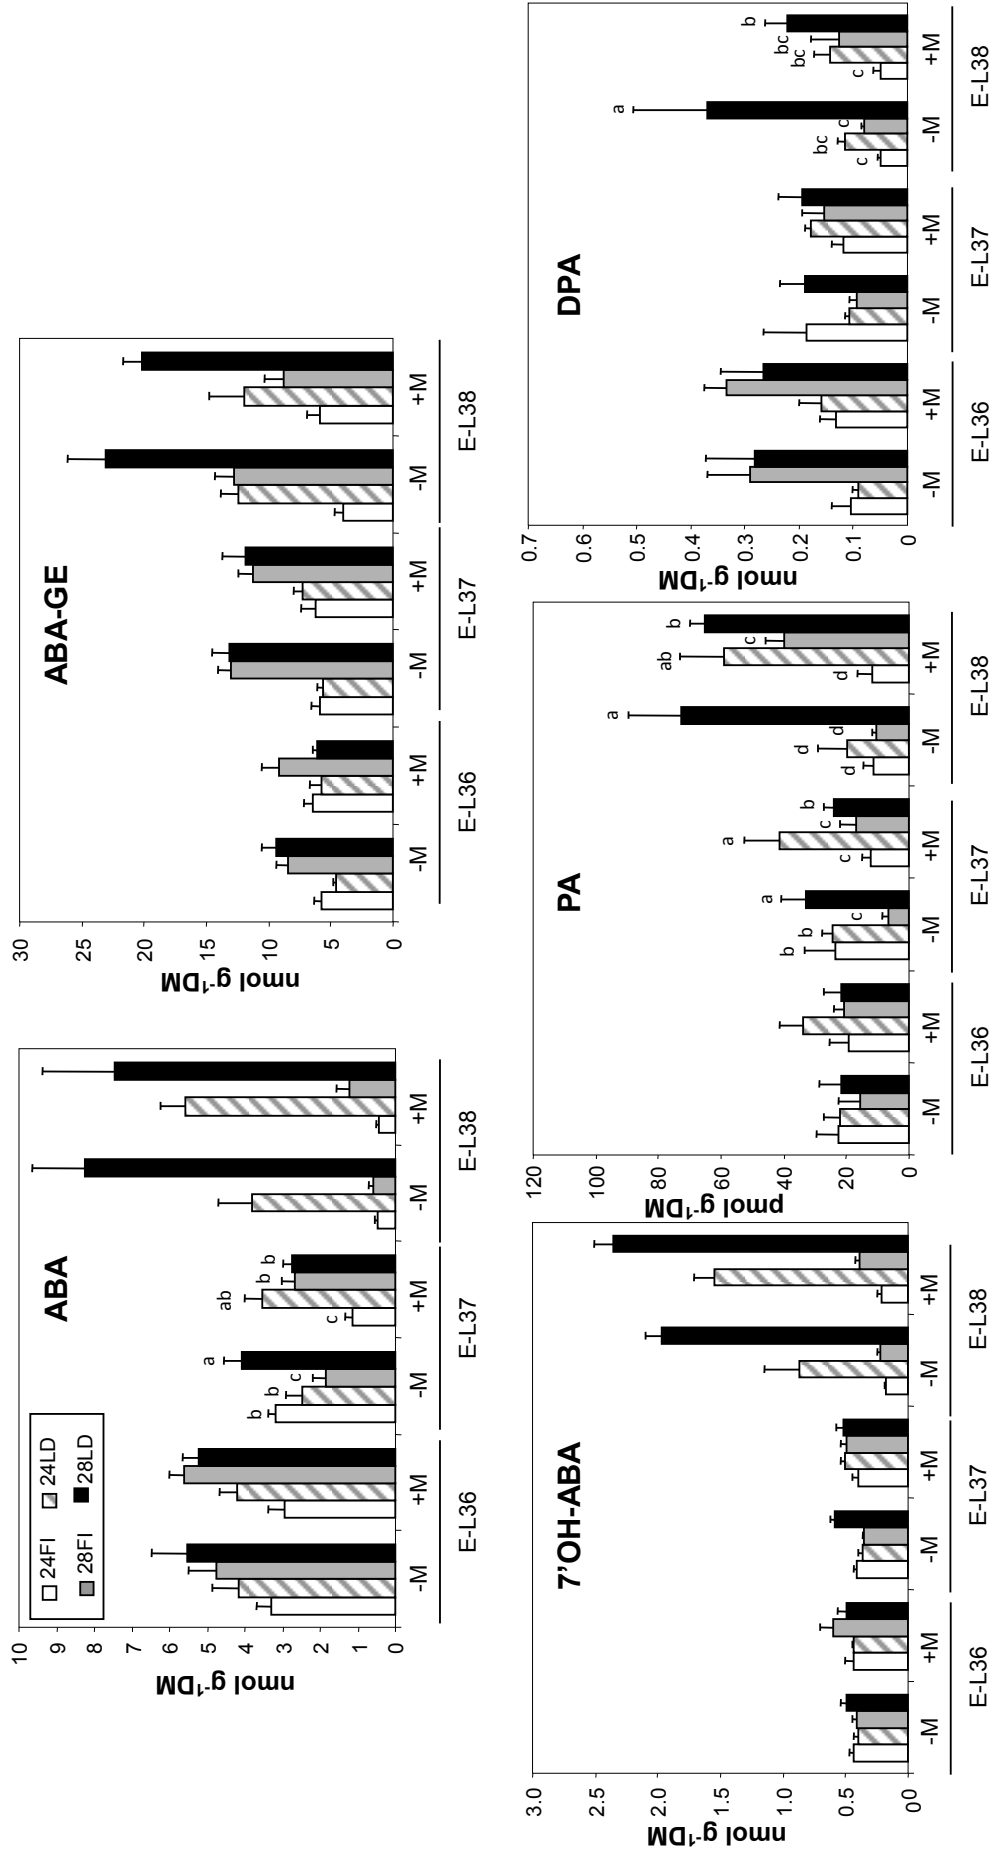 ABA
24FI 24LD
28FI 28LD
10
9
8
7
6
5
4
3
2
1
0
nmol g-1DM
b b c a c ab b b
-M +M -M +M -M +M
E-L36 E-L37 E-L38
ABA-GE
30
25
20
15
10
5
0
nmol g-1DM
-M +M -M +M -M +M
E-L36 E-L37 E-L38
7'OH-ABA
3.0
2.5
2.0
1.5
1.0
0.5
0.0
nmol g-1DM
-M +M -M +M -M +M
E-L36 E-L37 E-L38
PA
120
100
80
60
40
20
0
pmol g-1DM
b b c a c a c b d d d a d ab c b
-M +M -M +M -M +M
E-L36 E-L37 E-L38
DPA
0.7
0.6
0.5
0.4
0.3
0.2
0.1
0
nmol g-1DM
c bc c a c bc bc b
-M +M -M +M -M +M
E-L36 E-L37 E-L38